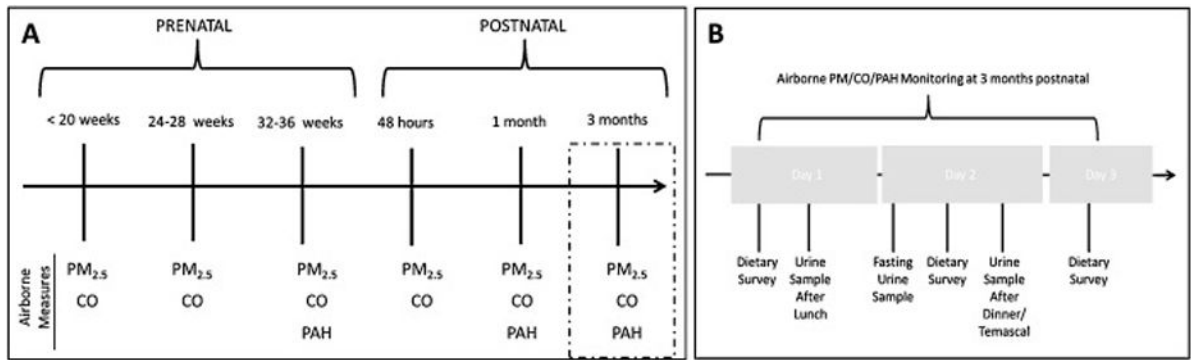 A
PRENATAL
POSTNATAL
< 20 weeks
24-28 weeks
32-36 weeks
48 hours
1 month
3 months
Airborne
Measures
PM2.5
CO
PM2.5
CO
PM2.5
CO
PAH
PM2.5
CO
PM2.5
CO
PAH
PM2.5
CO
PAH
B
Airborne PM/CO/PAH Monitoring at 3 months postnatal
Day 1
Day 2
Day 3
Dietary
Survey
Urine
Sample
After
Lunch
Fasting
Urine
Sample
Dietary
Survey
Urine
Sample
After
Dinner/
Temascal
Dietary
Survey